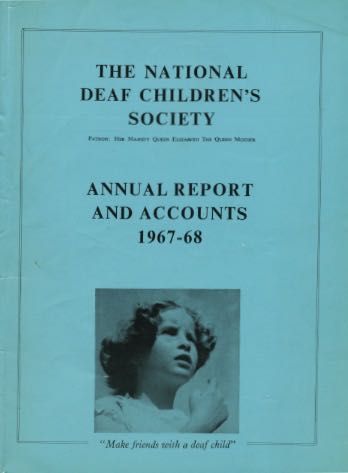 THE NATIONAL
DEAF CHILDREN'S
SOCIETY
PATRON: HER MAJESTY QUEEN ELIZABETH THE QUEEN MOTHER
ANNUAL REPORT
AND ACCOUNTS
1967-68
"Make friends with a deaf child"